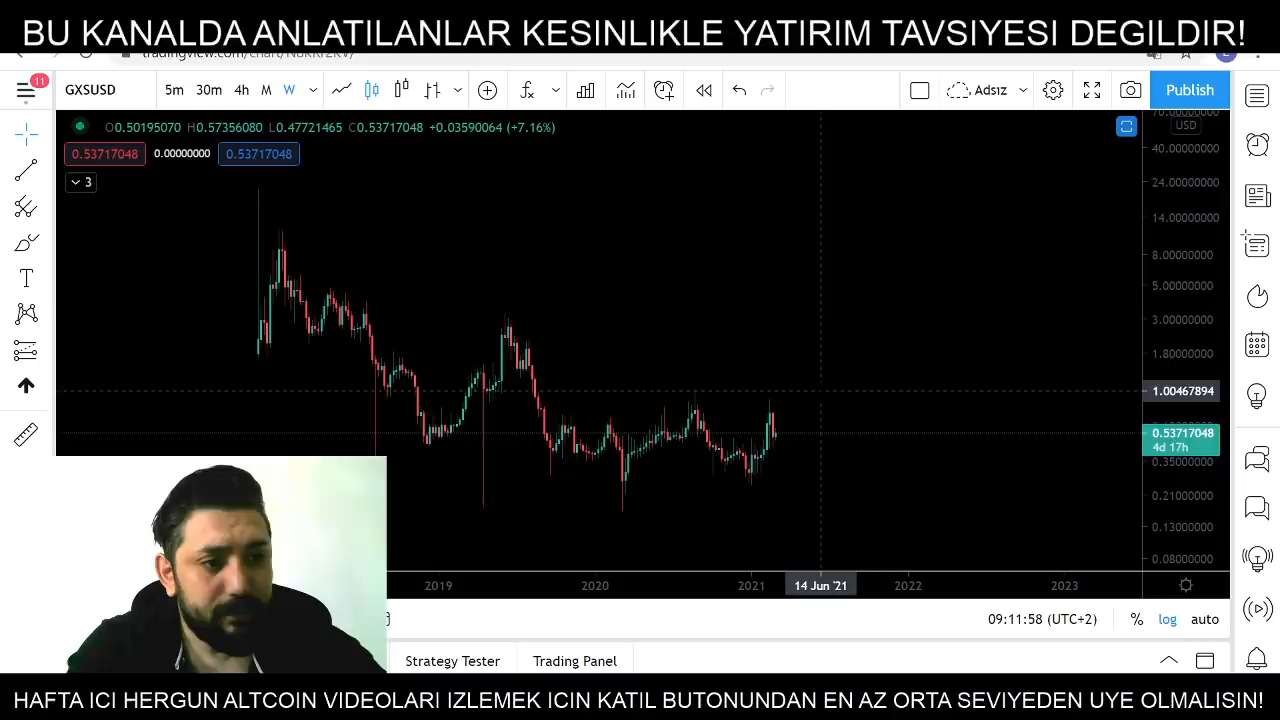 BU KANALDA ANLATILANLAR KESINLIKLE YATIRIM TAVSIYESI DEGILDIR!
11
GXSUSD 5m 30m 4h M W Adsız Publish
O0.50195070 H0.57356080 L0.47721465 C0.53717048 +0.03590064 (+7.16%)
0.53717048 0.00000000 0.53717048
3
70.00000000
USD
40.00000000
24.00000000
14.00000000
8.00000000
5.00000000
3.00000000
1.80000000
1.00467894
0.53717048
4d 17h
0.35000000
0.21000000
0.13000000
0.08000000
2019 2020 2021 14 Jun '21 2022 2023
09:11:58 (UTC+2) % log auto
Strategy Tester Trading Panel
HAFTA ICI HERGUN ALTCOIN VIDEOLARI IZLEMEK ICIN KATIL BUTONUNDAN EN AZ ORTA SEVIYEDEN UYE OLMALISIN!